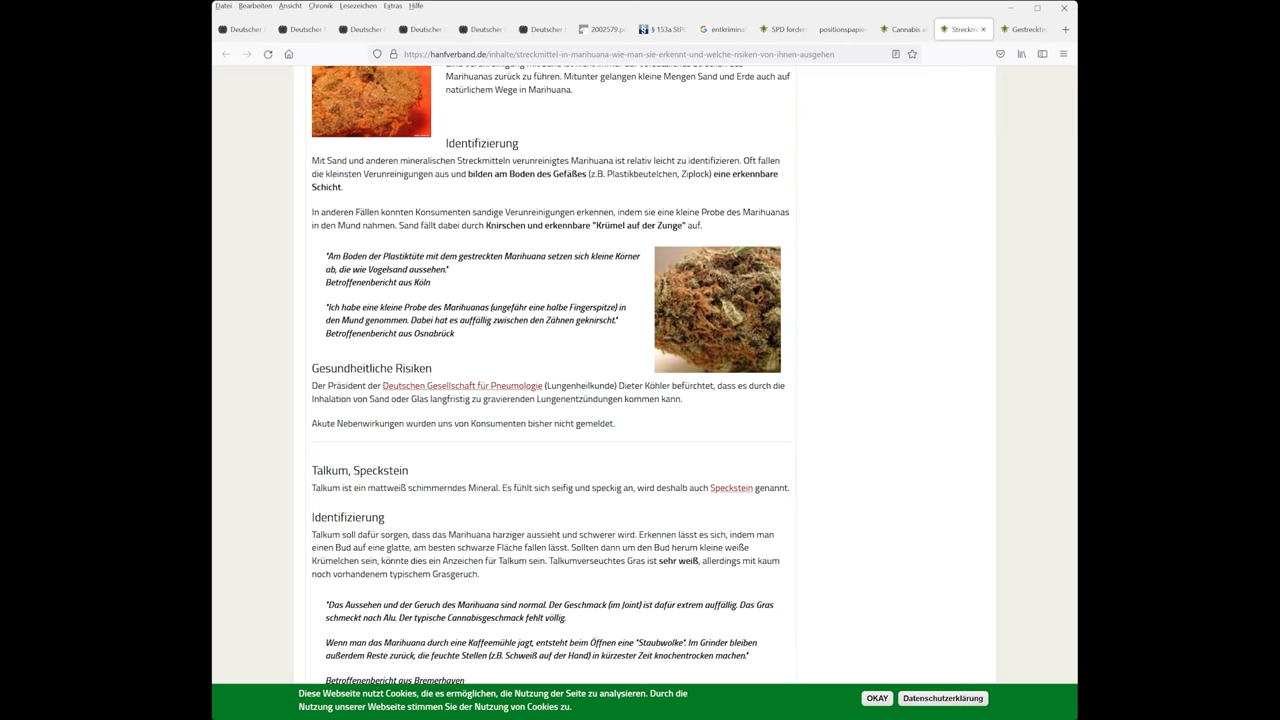 Datei Bearbeiten Ansicht Chronik Lesezeichen Extras Hilfe
Deutscher Deutscher Deutscher Deutscher Deutscher Deutscher 2002579.p § 153a StPO entkriminal SPD forder positionspapie Cannabis a Streckm × Gestreckte +
https://hanfverband.de/inhalte/streckmittel-in-marihuana-wie-man-sie-erkennt-und-welche-risiken-von-ihnen-ausgehen
Marihuanas zurück zu führen. Mitunter gelangen kleine Mengen Sand und Erde auch auf
natürlichem Wege in Marihuana.
Identifizierung
Mit Sand und anderen mineralischen Streckmitteln verunreinigtes Marihuana ist relativ leicht zu identifizieren. Oft fallen
die kleinsten Verunreinigungen aus und bilden am Boden des Gefäßes (z.B. Plastikbeutelchen, Ziplock) eine erkennbare
Schicht.
In anderen Fällen konnten Konsumenten sandige Verunreinigungen erkennen, indem sie eine kleine Probe des Marihuanas
in den Mund nahmen. Sand fällt dabei durch Knirschen und erkennbare "Krümel auf der Zunge" auf.
"Am Boden der Plastiktüte mit dem gestreckten Marihuana setzen sich kleine Körner
ab, die wie Vogelsand aussehen."
Betroffenenbericht aus Köln
"Ich habe eine kleine Probe des Marihuanas (ungefähr eine halbe Fingerspitze) in
den Mund genommen. Dabei hat es auffällig zwischen den Zähnen geknirscht."
Betroffenenbericht aus Osnabrück
Gesundheitliche Risiken
Der Präsident der Deutschen Gesellschaft für Pneumologie (Lungenheilkunde) Dieter Köhler befürchtet, dass es durch die
Inhalation von Sand oder Glas langfristig zu gravierenden Lungenentzündungen kommen kann.
Akute Nebenwirkungen wurden uns von Konsumenten bisher nicht gemeldet.
Talkum, Speckstein
Talkum ist ein mattweiß schimmerndes Mineral. Es fühlt sich seifig und speckig an, wird deshalb auch Speckstein genannt.
Identifizierung
Talkum soll dafür sorgen, dass das Marihuana harziger aussieht und schwerer wird. Erkennen lässt es sich, indem man
einen Bud auf eine glatte, am besten schwarze Fläche fallen lässt. Sollten dann um den Bud herum kleine weiße
Krümelchen sein, könnte dies ein Anzeichen für Talkum sein. Talkumverseuchtes Gras ist sehr weiß, allerdings mit kaum
noch vorhandenem typischem Grasgeruch.
"Das Aussehen und der Geruch des Marihuana sind normal. Der Geschmack (im Joint) ist dafür extrem auffällig. Das Gras
schmeckt nach Alu. Der typische Cannabisgeschmack fehlt völlig.
Wenn man das Marihuana durch eine Kaffeemühle jagt, entsteht beim Öffnen eine "Staubwolke". Im Grinder bleiben
außerdem Reste zurück, die feuchte Stellen (z.B. Schweiß auf der Hand) in kürzester Zeit knochentrocken machen."
Betroffenenbericht aus Bremerhaven
Diese Webseite nutzt Cookies, die es ermöglichen, die Nutzung der Seite zu analysieren. Durch die
Nutzung unserer Webseite stimmen Sie der Nutzung von Cookies zu.
OKAY Datenschutzerklärung